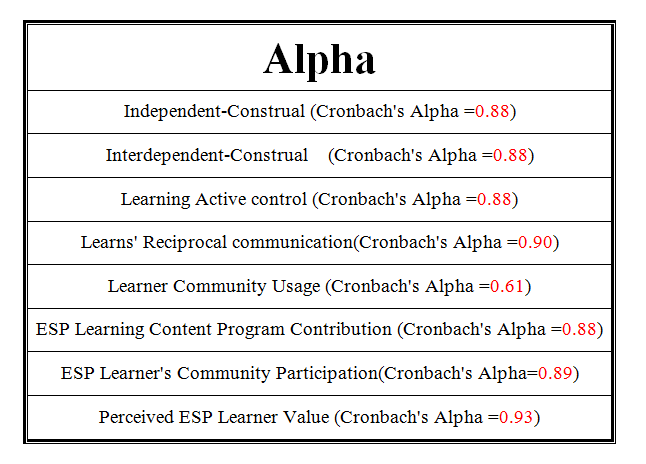 Alpha
Independent-Construal (Cronbach's Alpha =0.88)
Interdependent-Construal (Cronbach's Alpha =0.88)
Learning Active control (Cronbach's Alpha =0.88)
Learns' Reciprocal communication(Cronbach's Alpha =0.90)
Learner Community Usage (Cronbach's Alpha =0.61)
ESP Learning Content Program Contribution (Cronbach's Alpha =0.88)
ESP Learner's Community Participation(Cronbach's Alpha=0.89)
Perceived ESP Learner Value (Cronbach's Alpha =0.93)